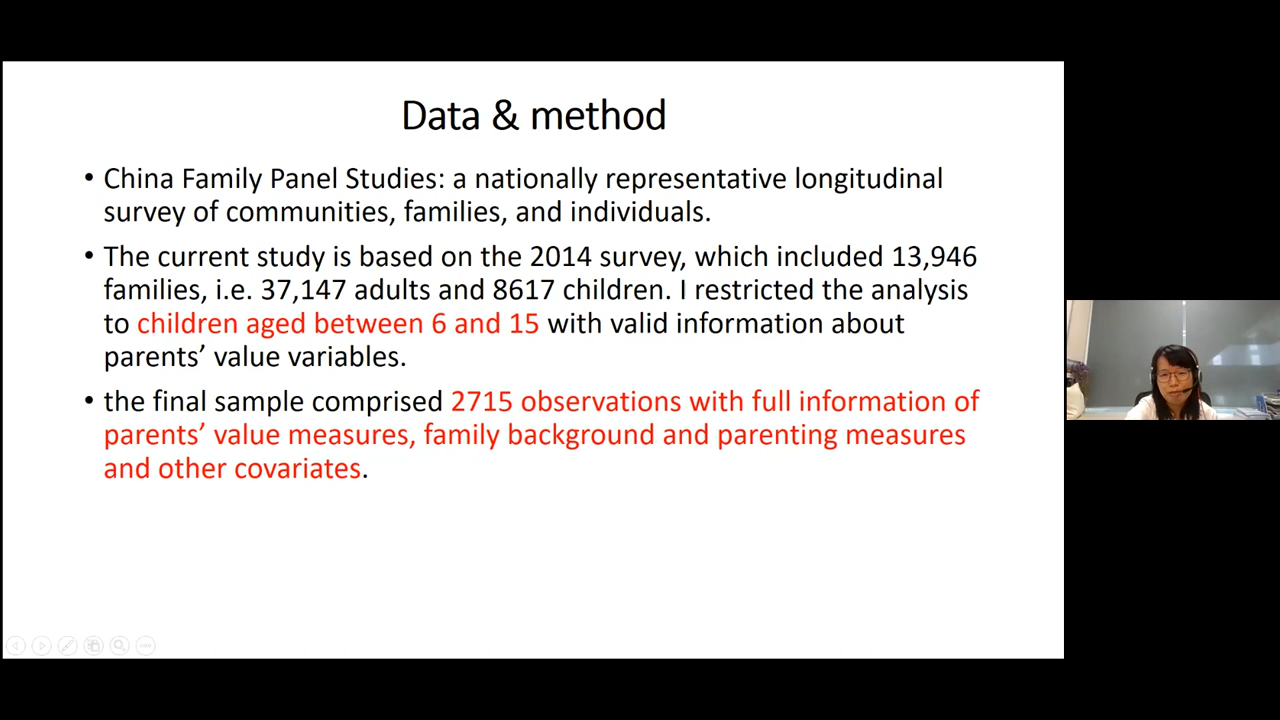 Data & method
• China Family Panel Studies: a nationally representative longitudinal
survey of communities, families, and individuals.
• The current study is based on the 2014 survey, which included 13,946
families, i.e. 37,147 adults and 8617 children. I restricted the analysis
to children aged between 6 and 15 with valid information about
parents’ value variables.
• the final sample comprised 2715 observations with full information of
parents’ value measures, family background and parenting measures
and other covariates.